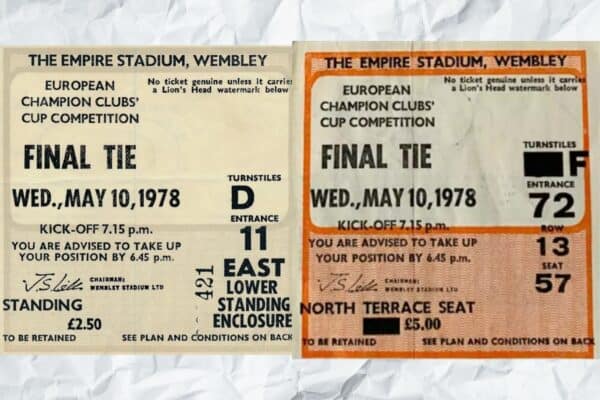 THE EMPIRE STADIUM, WEMBLEY
EUROPEAN
CHAMPION CLUBS'
CUP COMPETITION
No ticket genuine unless it carries
a Lion's Head watermark below
FINAL TIE
WED., MAY 10, 1978
KICK-OFF 7.15 p.m.
YOU ARE ADVISED TO TAKE UP
YOUR POSITION BY 6.45 p.m.
CHAIRMAN:
WEMBLEY STADIUM LTD
TURNSTILES
D
ENTRANCE
11
EAST
LOWER
STANDING
ENCLOSURE
421
STANDING
£2.50
TO BE RETAINED
SEE PLAN AND CONDITIONS ON BACK
THE EMPIRE STADIUM, WEMBLEY
EUROPEAN
CHAMPION CLUBS'
CUP COMPETITION
No ticket genuine unless it carries
a Lion's Head watermark below
FINAL TIE
WED., MAY 10, 1978
KICK-OFF 7.15 p.m.
YOU ARE ADVISED TO TAKE UP
YOUR POSITION BY 6.45 p.m.
CHAIRMAN:
WEMBLEY STADIUM LTD
TURNSTILES
F
ENTRANCE
72
ROW
13
SEAT
57
NORTH TERRACE SEAT
£5.00
TO BE RETAINED
SEE PLAN AND CONDITIONS ON BACK